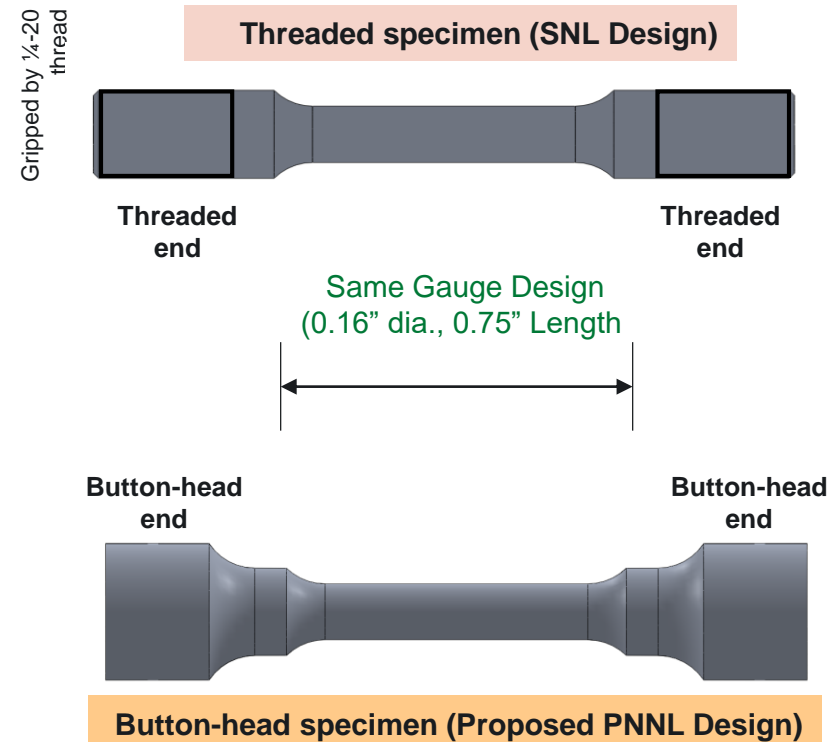 Gripped by ¼-20
thread
Threaded specimen (SNL Design)
Threaded
end
Threaded
end
Same Gauge Design
(0.16” dia., 0.75” Length
Button-head
end
Button-head
end
Button-head specimen (Proposed PNNL Design)